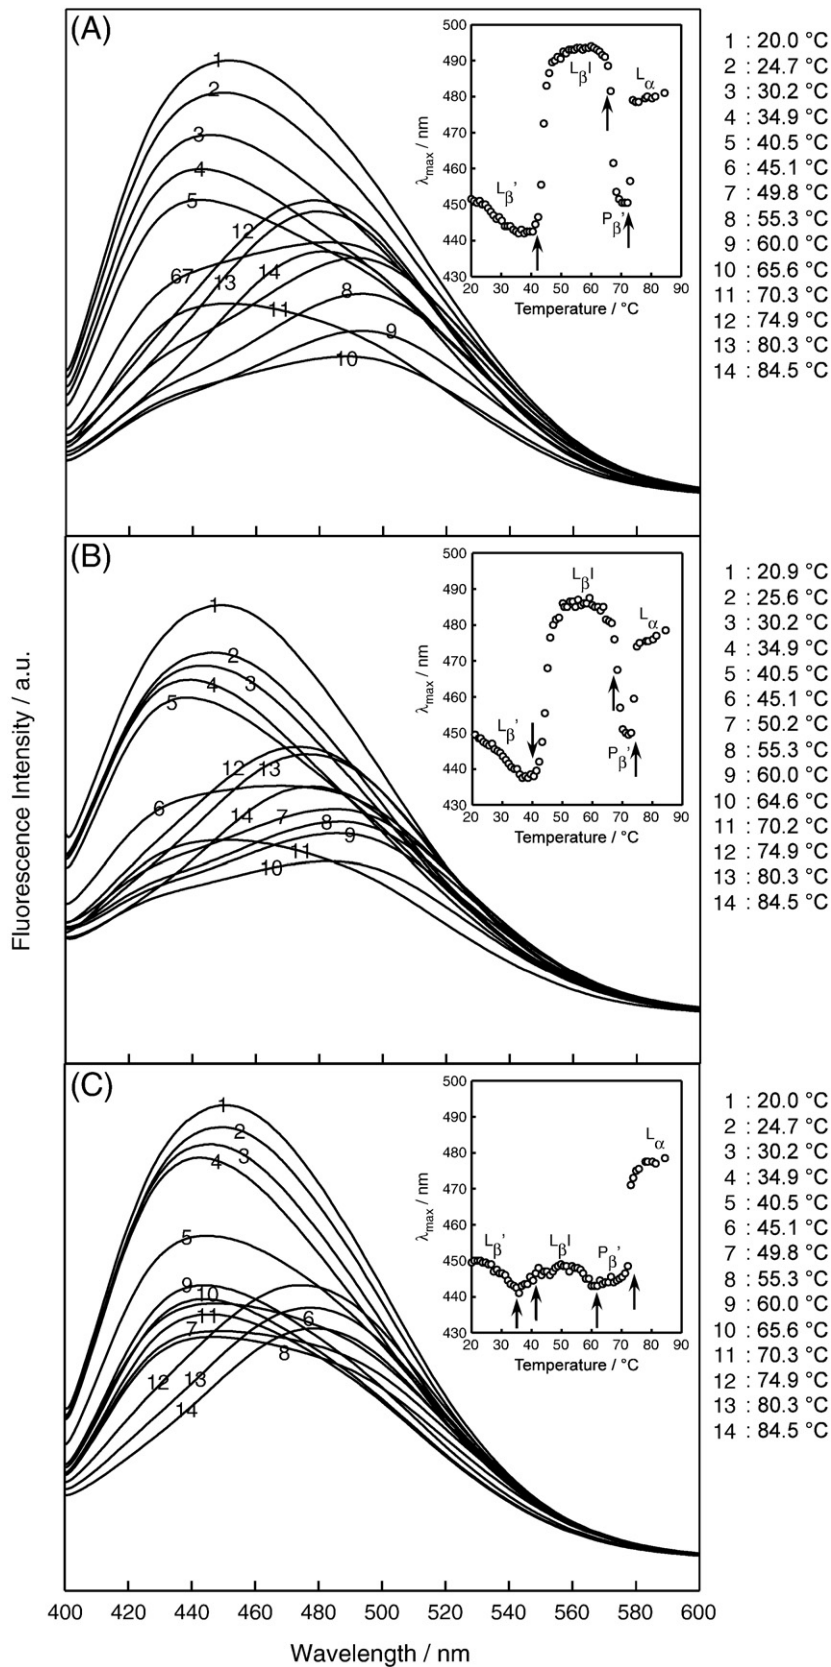 (A)
1 : 20.0 °C
2 : 24.7 °C
3 : 30.2 °C
4 : 34.9 °C
5 : 40.5 °C
6 : 45.1 °C
7 : 49.8 °C
8 : 55.3 °C
9 : 60.0 °C
10 : 65.6 °C
11 : 70.3 °C
12 : 74.9 °C
13 : 80.3 °C
14 : 84.5 °C
1
2
3
4
5
12
67
13
14
11
8
9
10
500
490
480
470
460
450
440
430
λmax / nm
LβI
Lα
Lβ'
Pβ'
20 30 40 50 60 70 80 90
Temperature / °C
(B)
1 : 20.9 °C
2 : 25.6 °C
3 : 30.2 °C
4 : 34.9 °C
5 : 40.5 °C
6 : 45.1 °C
7 : 50.2 °C
8 : 55.3 °C
9 : 60.0 °C
10 : 64.6 °C
11 : 70.2 °C
12 : 74.9 °C
13 : 80.3 °C
14 : 84.5 °C
1
2
3
4
5
12 13
6
14
7
8
9
11
10
500
490
480
470
460
450
440
430
λmax / nm
LβI
Lα
Lβ'
Pβ'
20 30 40 50 60 70 80 90
Temperature / °C
Fluorescence Intensity / a.u.
(C)
1 : 20.0 °C
2 : 24.7 °C
3 : 30.2 °C
4 : 34.9 °C
5 : 40.5 °C
6 : 45.1 °C
7 : 49.8 °C
8 : 55.3 °C
9 : 60.0 °C
10 : 65.6 °C
11 : 70.3 °C
12 : 74.9 °C
13 : 80.3 °C
14 : 84.5 °C
1
2
3
4
5
9
10
11
6
7
8
12
13
14
500
490
480
470
460
450
440
430
λmax / nm
Lα
Lβ'
LβI
Pβ'
20 30 40 50 60 70 80 90
Temperature / °C
400 420 440 460 480 500 520 540 560 580 600
Wavelength / nm